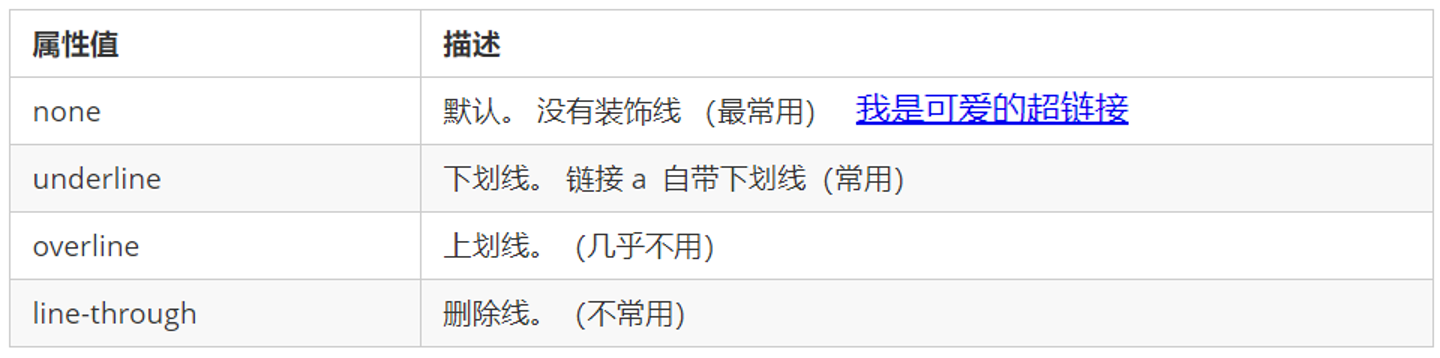 属性值 描述
none 默认。 没有装饰线 （最常用） 我是可爱的超链接
underline 下划线。 链接 a 自带下划线（常用）
overline 上划线。 （几乎不用）
line-through 删除线。 （不常用）